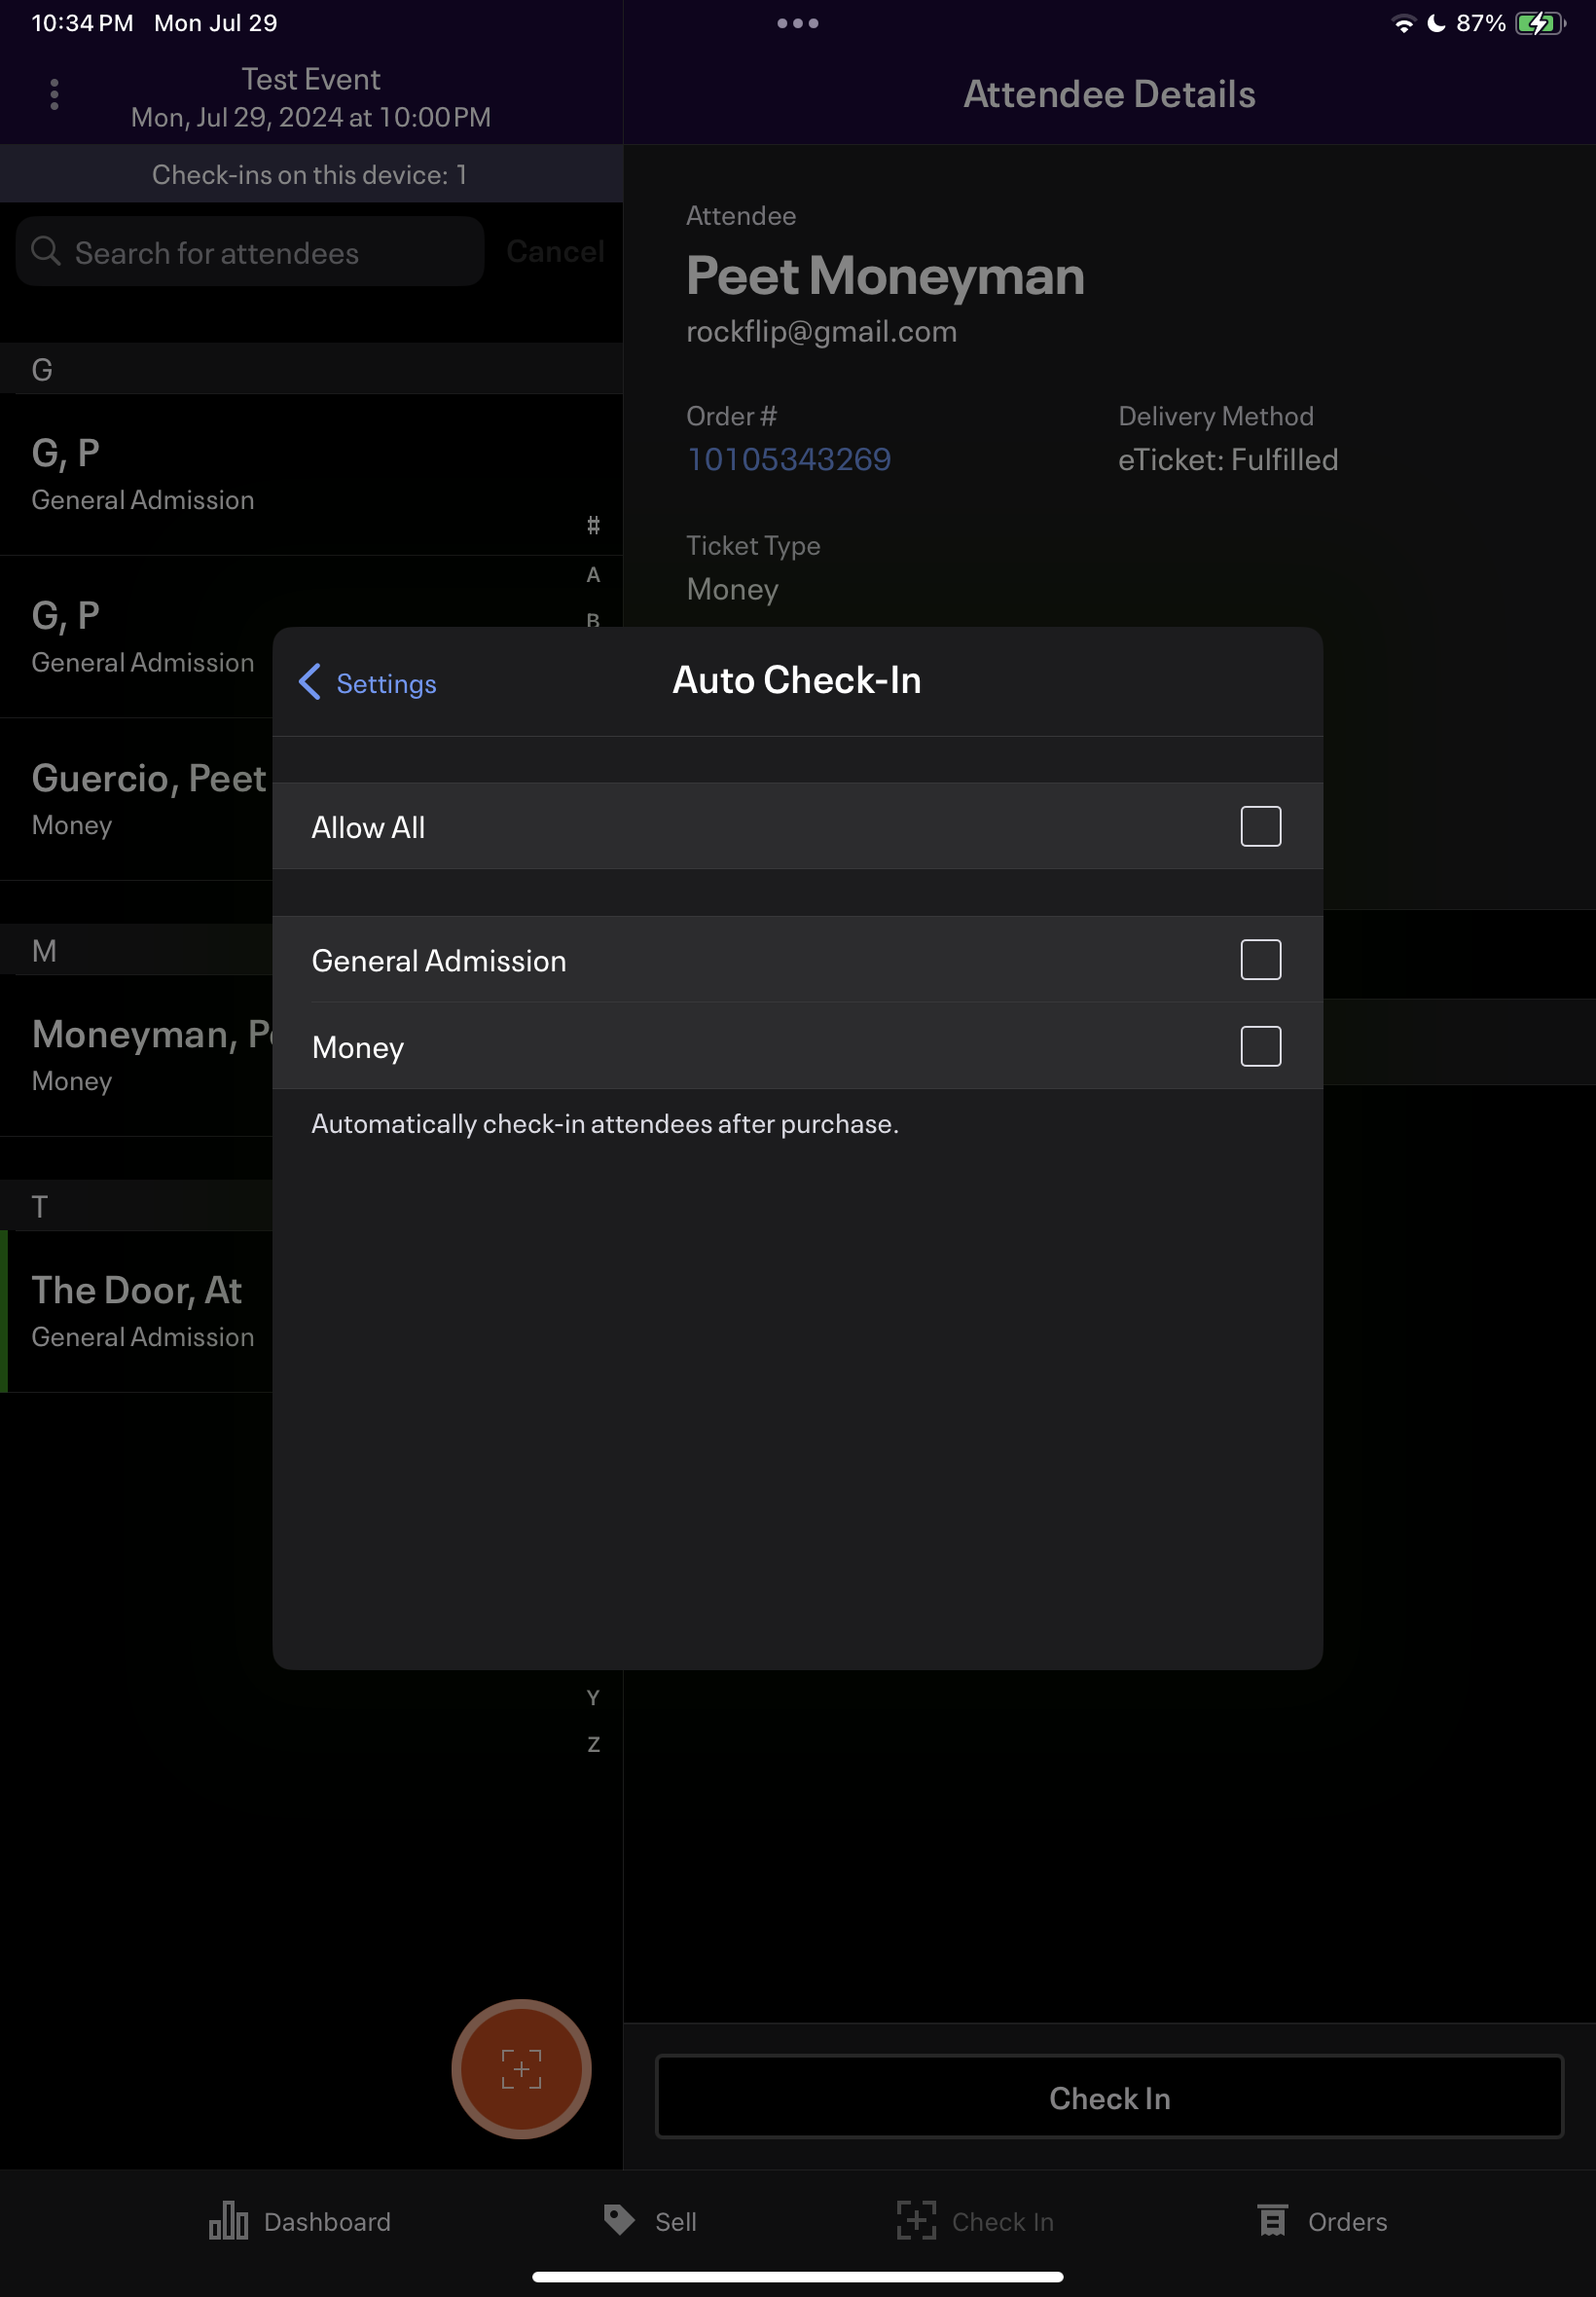 10:34 PM Mon Jul 29
87%
Test Event
Mon, Jul 29, 2024 at 10:00 PM
Attendee Details
Check-ins on this device: 1
Search for attendees
Cancel
G
G, P
General Admission
G, P
General Admission
Guercio, Peet
Money
M
Moneyman, Pe
Money
T
The Door, At
General Admission
#
A
B
Y
Z
Attendee
Peet Moneyman
rockflip@gmail.com
Order #
10105343269
Delivery Method
eTicket: Fulfilled
Ticket Type
Money
Settings
Auto Check-In
Allow All
General Admission
Money
Automatically check-in attendees after purchase.
Check In
Dashboard
Sell
Check In
Orders